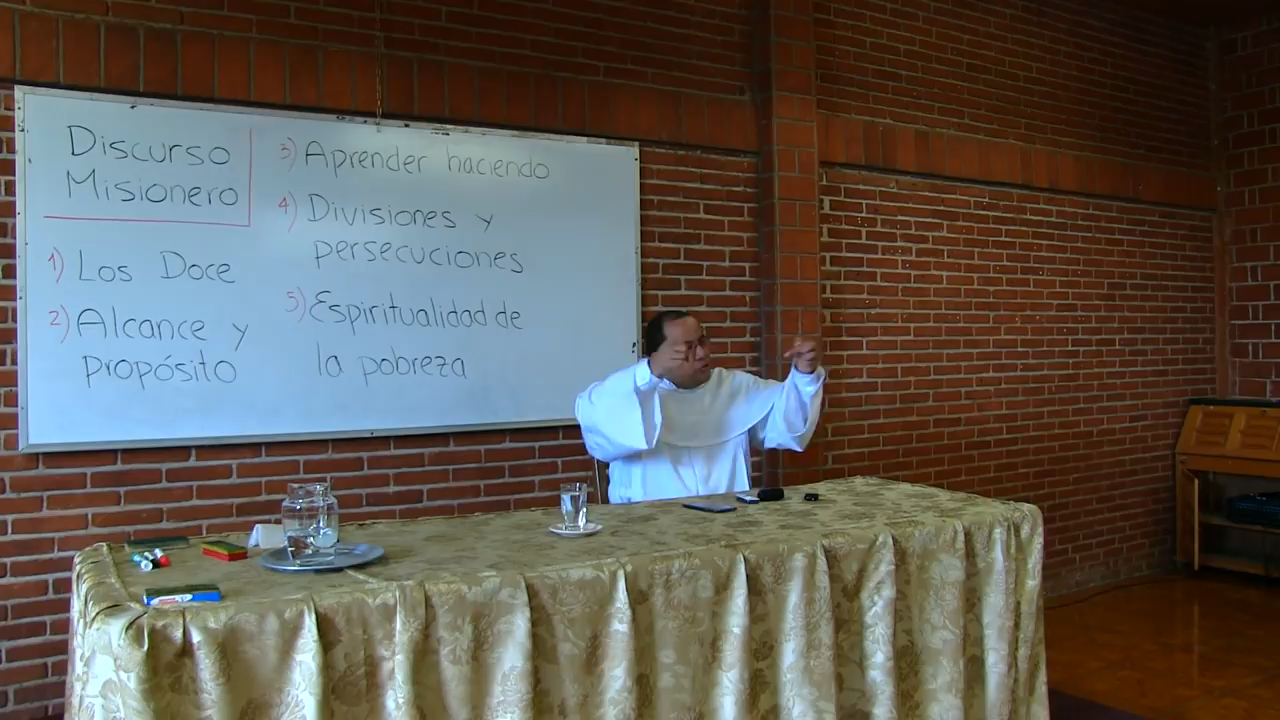 Discurso
Misionero
1) Los Doce
2) Alcance y
propósito
3) Aprender haciendo
4) Divisiones y
persecuciones
5) Espiritualidad de
la pobreza